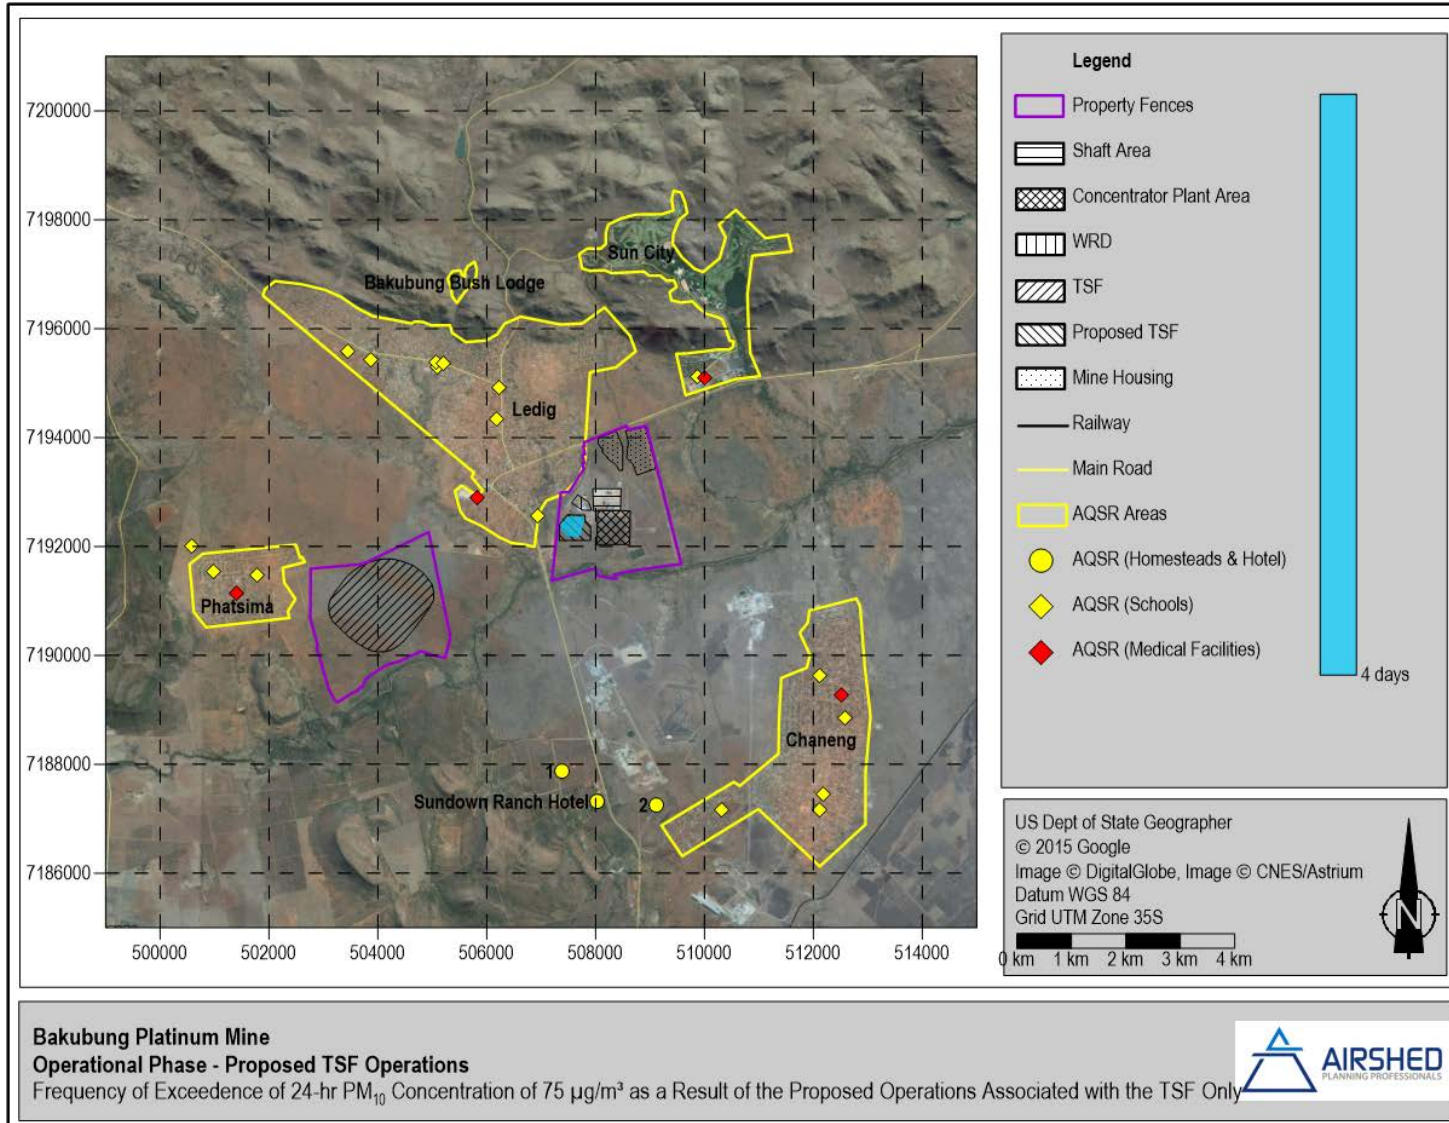 7200000
7198000
7196000
7194000
7192000
7190000
7188000
7186000
500000
502000
504000
506000
508000
510000
512000
514000
Sun City
Bakubung Bush Lodge
Ledig
Phatsima
Chaneng
1
Sundown Ranch Hotel
2
Legend
Property Fences
Shaft Area
Concentrator Plant Area
WRD
TSF
Proposed TSF
Mine Housing
Railway
Main Road
AQSR Areas
AQSR (Homesteads & Hotel)
AQSR (Schools)
AQSR (Medical Facilities)
4 days
US Dept of State Geographer
© 2015 Google
Image © DigitalGlobe, Image © CNES/Astrium
Datum WGS 84
Grid UTM Zone 35S
0 km 1 km 2 km 3 km 4 km
N
Bakubung Platinum Mine
Operational Phase - Proposed TSF Operations
Frequency of Exceedence of 24-hr PM₁₀ Concentration of 75 µg/m³ as a Result of the Proposed Operations Associated with the TSF Only
AIRSHED
PLANNING PROFESSIONALS